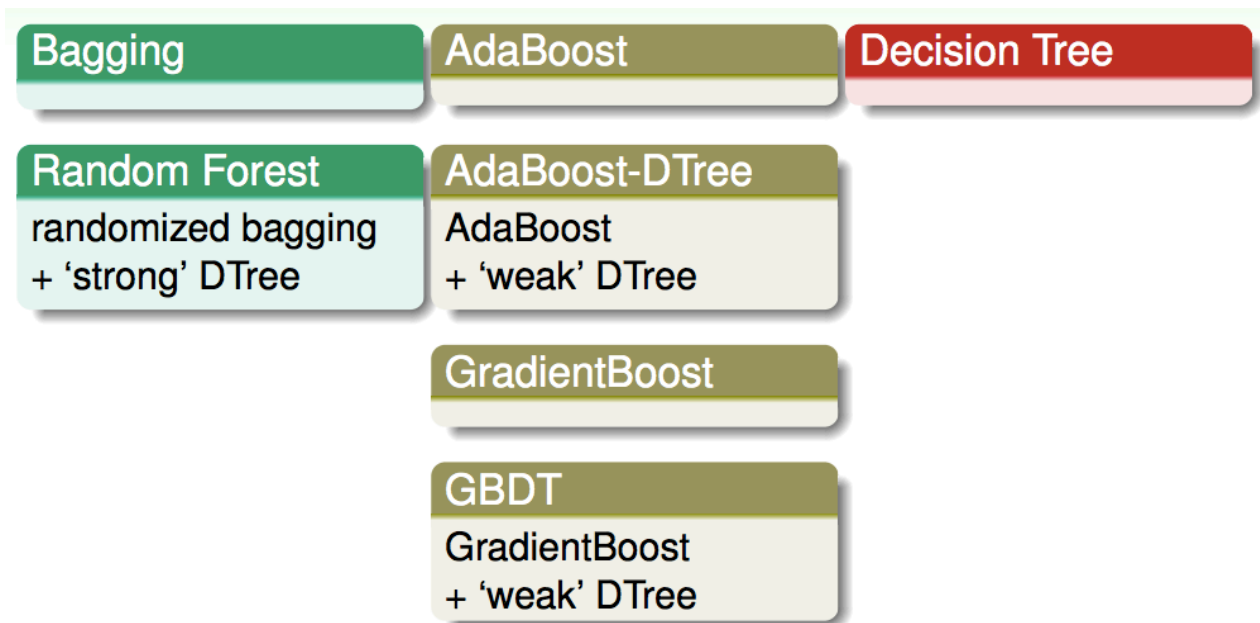 Bagging
AdaBoost
Decision Tree
Random Forest
randomized bagging
+ ‘strong’ DTree
AdaBoost-DTree
AdaBoost
+ ‘weak’ DTree
GradientBoost
GBDT
GradientBoost
+ ‘weak’ DTree